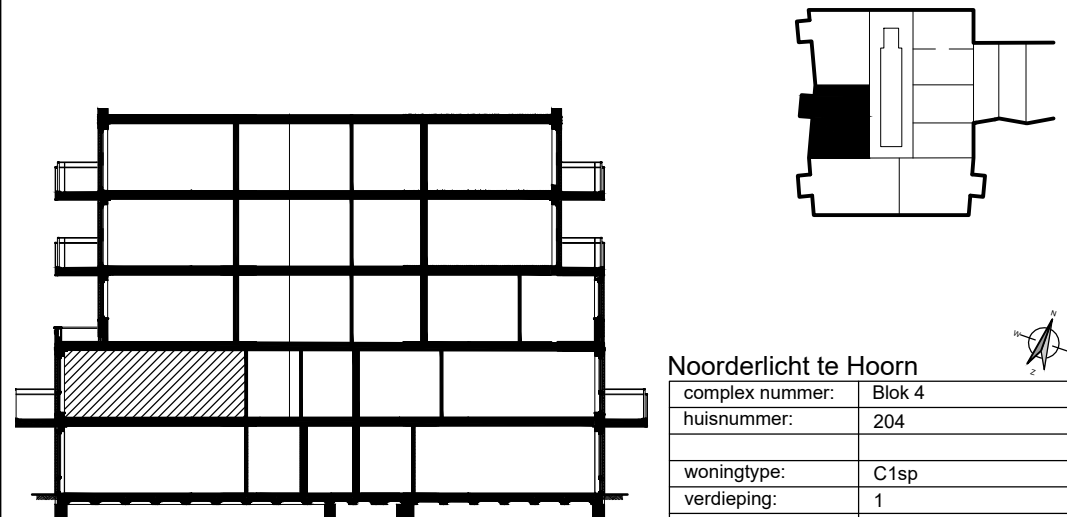 N
W
Z
Noorderlicht te Hoorn
complex nummer: Blok 4
huisnummer: 204
woningtype: C1sp
verdieping: 1